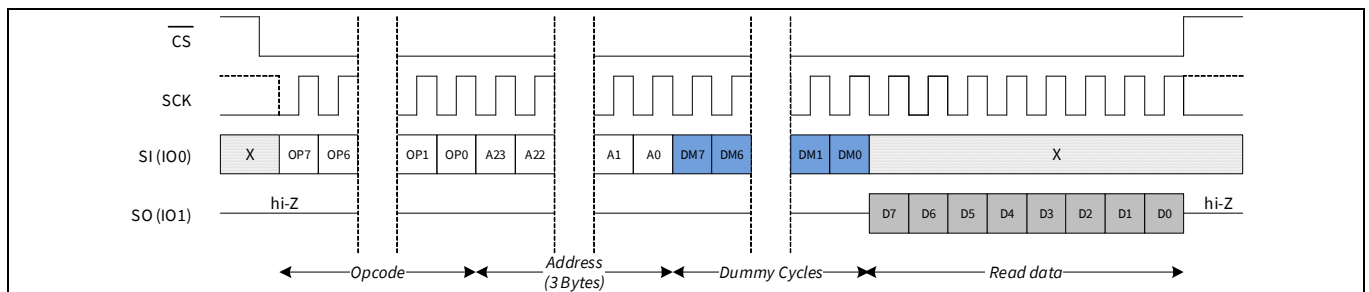 CS
SCK
SI (IO0) X OP7 OP6 OP1 OP0 A23 A22 A1 A0 DM7 DM6 DM1 DM0 X
SO (IO1) hi-Z D7 D6 D5 D4 D3 D2 D1 D0 hi-Z
Opcode Address (3 Bytes) Dummy Cycles Read data